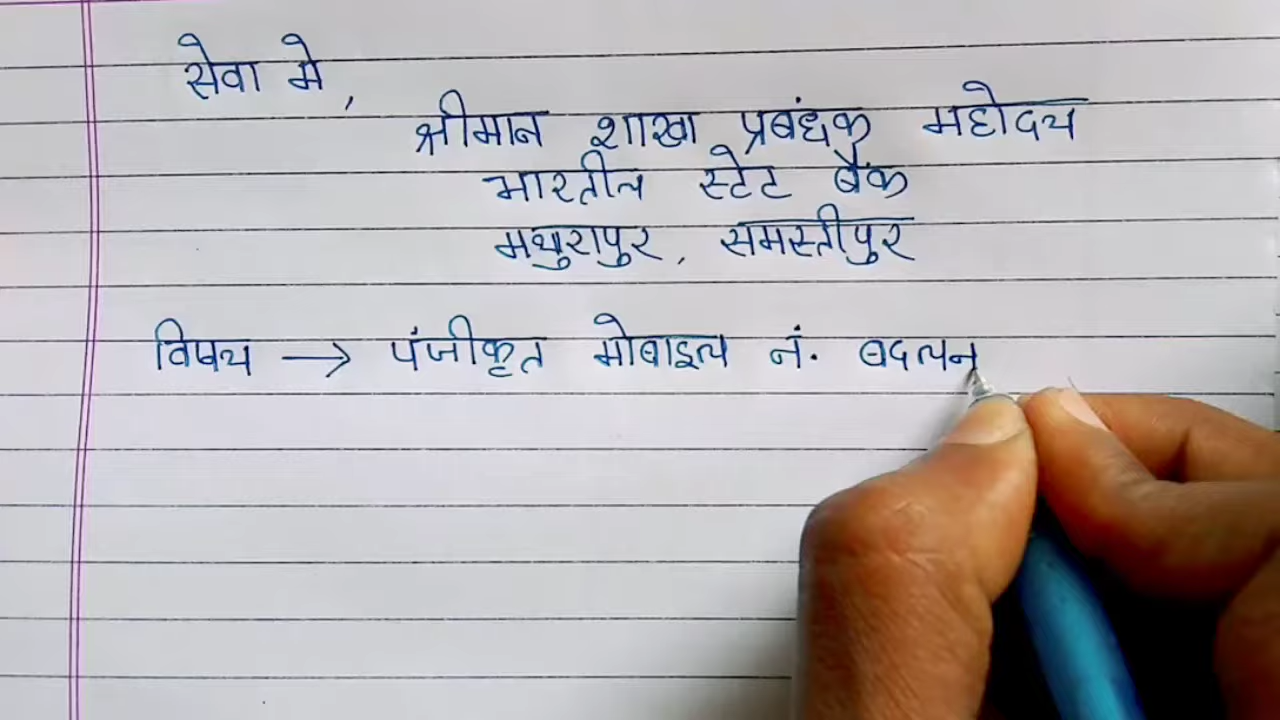 सेवा मे,
श्रीमान शाखा प्रबंधक महोदय
भारतीय स्टेट बैंक
मथुरापुर, समस्तीपुर
विषय → पंजीकृत मोबाइल नं. बदलन